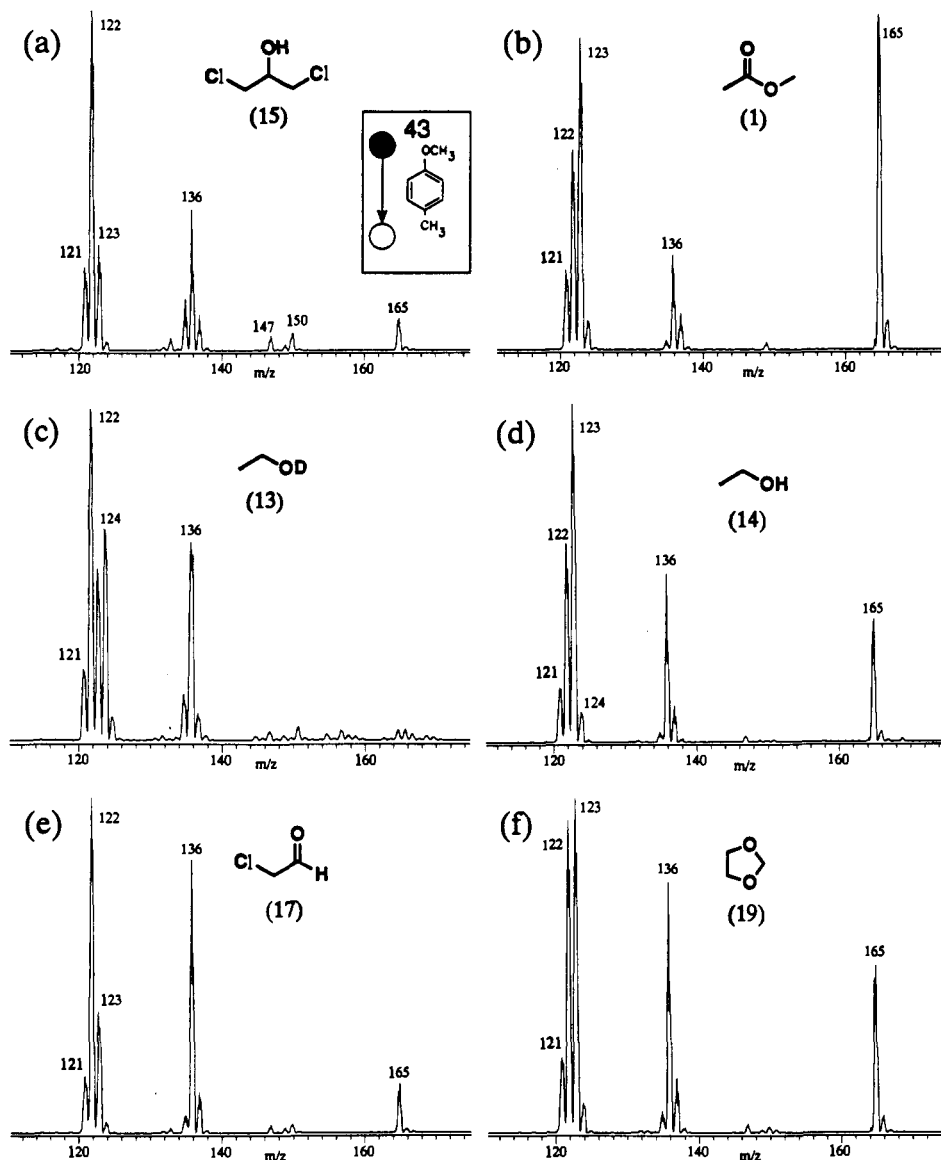 (a)
122
OH
Cl
Cl
(15)
43
OCH3
CH3
121
123
136
147
150
165
120
140
m/z
160
(b)
123
O
O
(1)
165
122
121
136
120
140
m/z
160
(c)
122
OD
(13)
124
136
121
120
140
m/z
160
(d)
123
OH
(14)
122
136
165
121
124
120
140
m/z
160
(e)
122
136
O
Cl
H
(17)
123
121
165
120
140
m/z
160
(f)
123
122
136
O
O
(19)
165
121
120
140
m/z
160